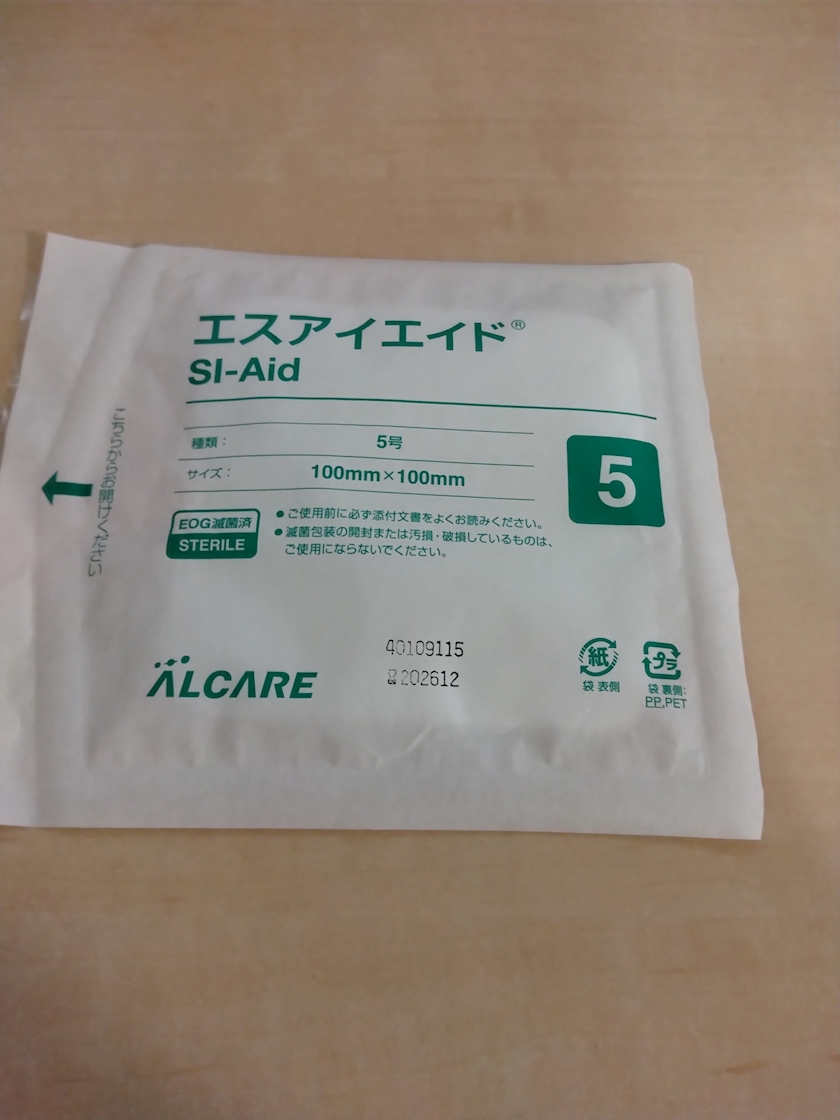 エスアイエイド®
SI-Aid
種類： 5号
サイズ： 100mm×100mm
5
EOG滅菌済
STERILE
●ご使用前に必ず添付文書をよくお読みください。
●滅菌包装の開封または汚損・破損しているものは、
ご使用にならないでください。
こちらからお開けください
ALCARE
40109115
202612
紙
袋 表側
プラ
袋 裏側:
PP,PET